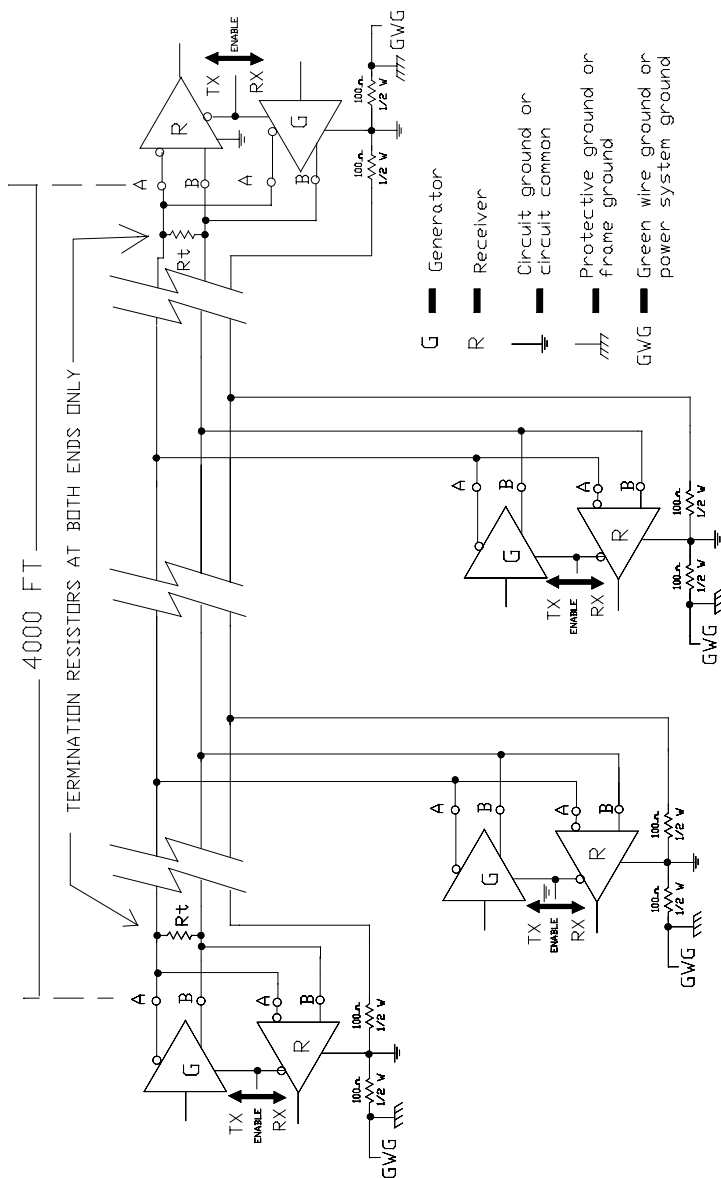 4000 FT
TERMINATION RESISTORS AT BOTH ENDS ONLY
A
B
Rt
G
A
B
R
TX
ENABLE
RX
100Ω
1/2 W
100Ω
1/2 W
GWG
A
B
G
A
B
R
TX
ENABLE
RX
100Ω
1/2 W
100Ω
1/2 W
GWG
A
B
G
A
B
R
TX
ENABLE
RX
100Ω
1/2 W
100Ω
1/2 W
GWG
Rt
A
B
R
A
B
G
TX
ENABLE
RX
100Ω
1/2 W
100Ω
1/2 W
GWG
G Generator
R Receiver
Circuit ground or
circuit common
Protective ground or
frame ground
GWG Green wire ground or
power system ground